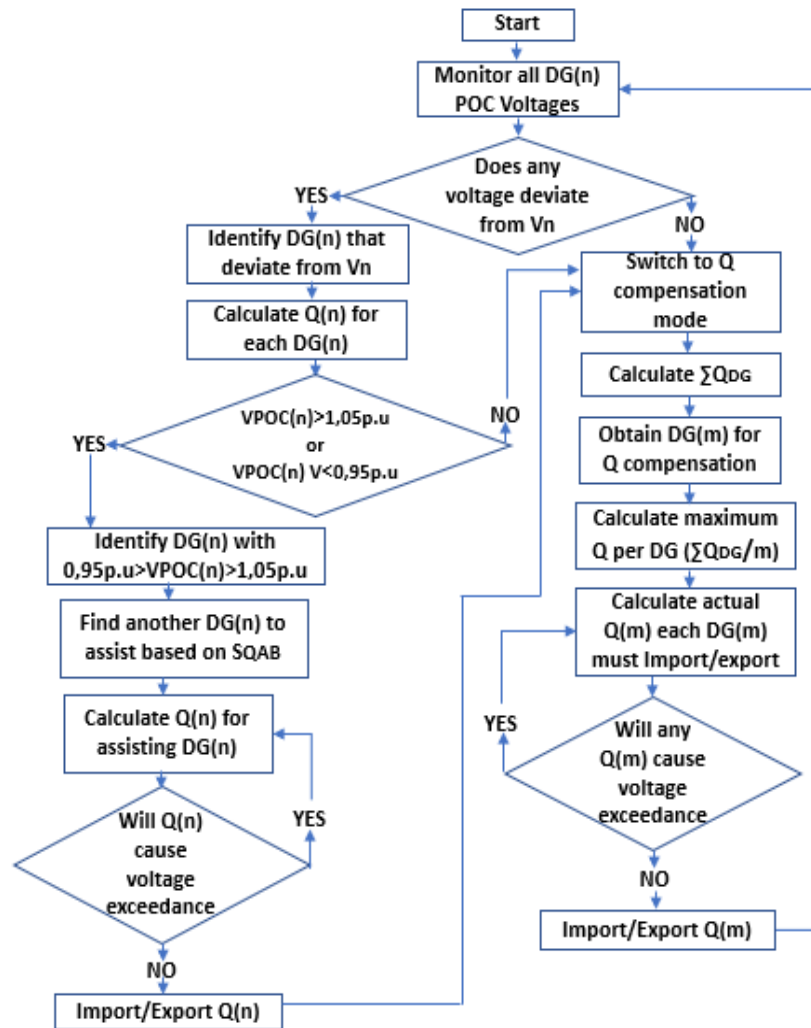 Start
Monitor all DG(n)
POC Voltages
Does any
voltage deviate
from Vn
YES
NO
Identify DG(n) that
deviate from Vn
Calculate Q(n) for
each DG(n)
VPOC(n)>1,05p.u
or
VPOC(n) V<0,95p.u
YES
NO
Identify DG(n) with
0,95p.u>VPOC(n)>1,05p.u
Find another DG(n) to
assist based on SQAB
Calculate Q(n) for
assisting DG(n)
Will Q(n)
cause
voltage
exceedance
YES
NO
Import/Export Q(n)
Switch to Q
compensation
mode
Calculate ∑QDG
Obtain DG(m) for
Q compensation
Calculate maximum
Q per DG (∑QDG/m)
Calculate actual
Q(m) each DG(m)
must Import/export
YES
Will any
Q(m) cause
voltage
exceedance
NO
Import/Export Q(m)